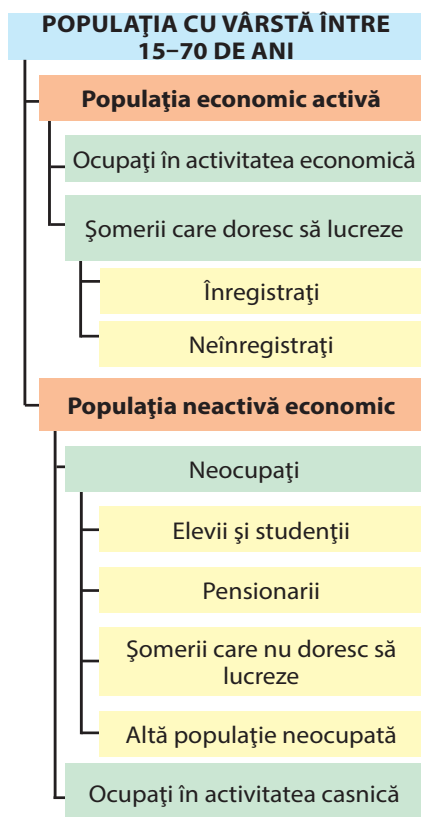 POPULAŢIA CU VÂRSTĂ ÎNTRE
15–70 DE ANI
Populaţia economic activă
Ocupaţi în activitatea economică
Şomerii care doresc să lucreze
Înregistraţi
Neînregistraţi
Populaţia neactivă economic
Neocupaţi
Elevii şi studenţii
Pensionarii
Şomerii care nu doresc să
lucreze
Altă populaţie neocupată
Ocupaţi în activitatea casnică